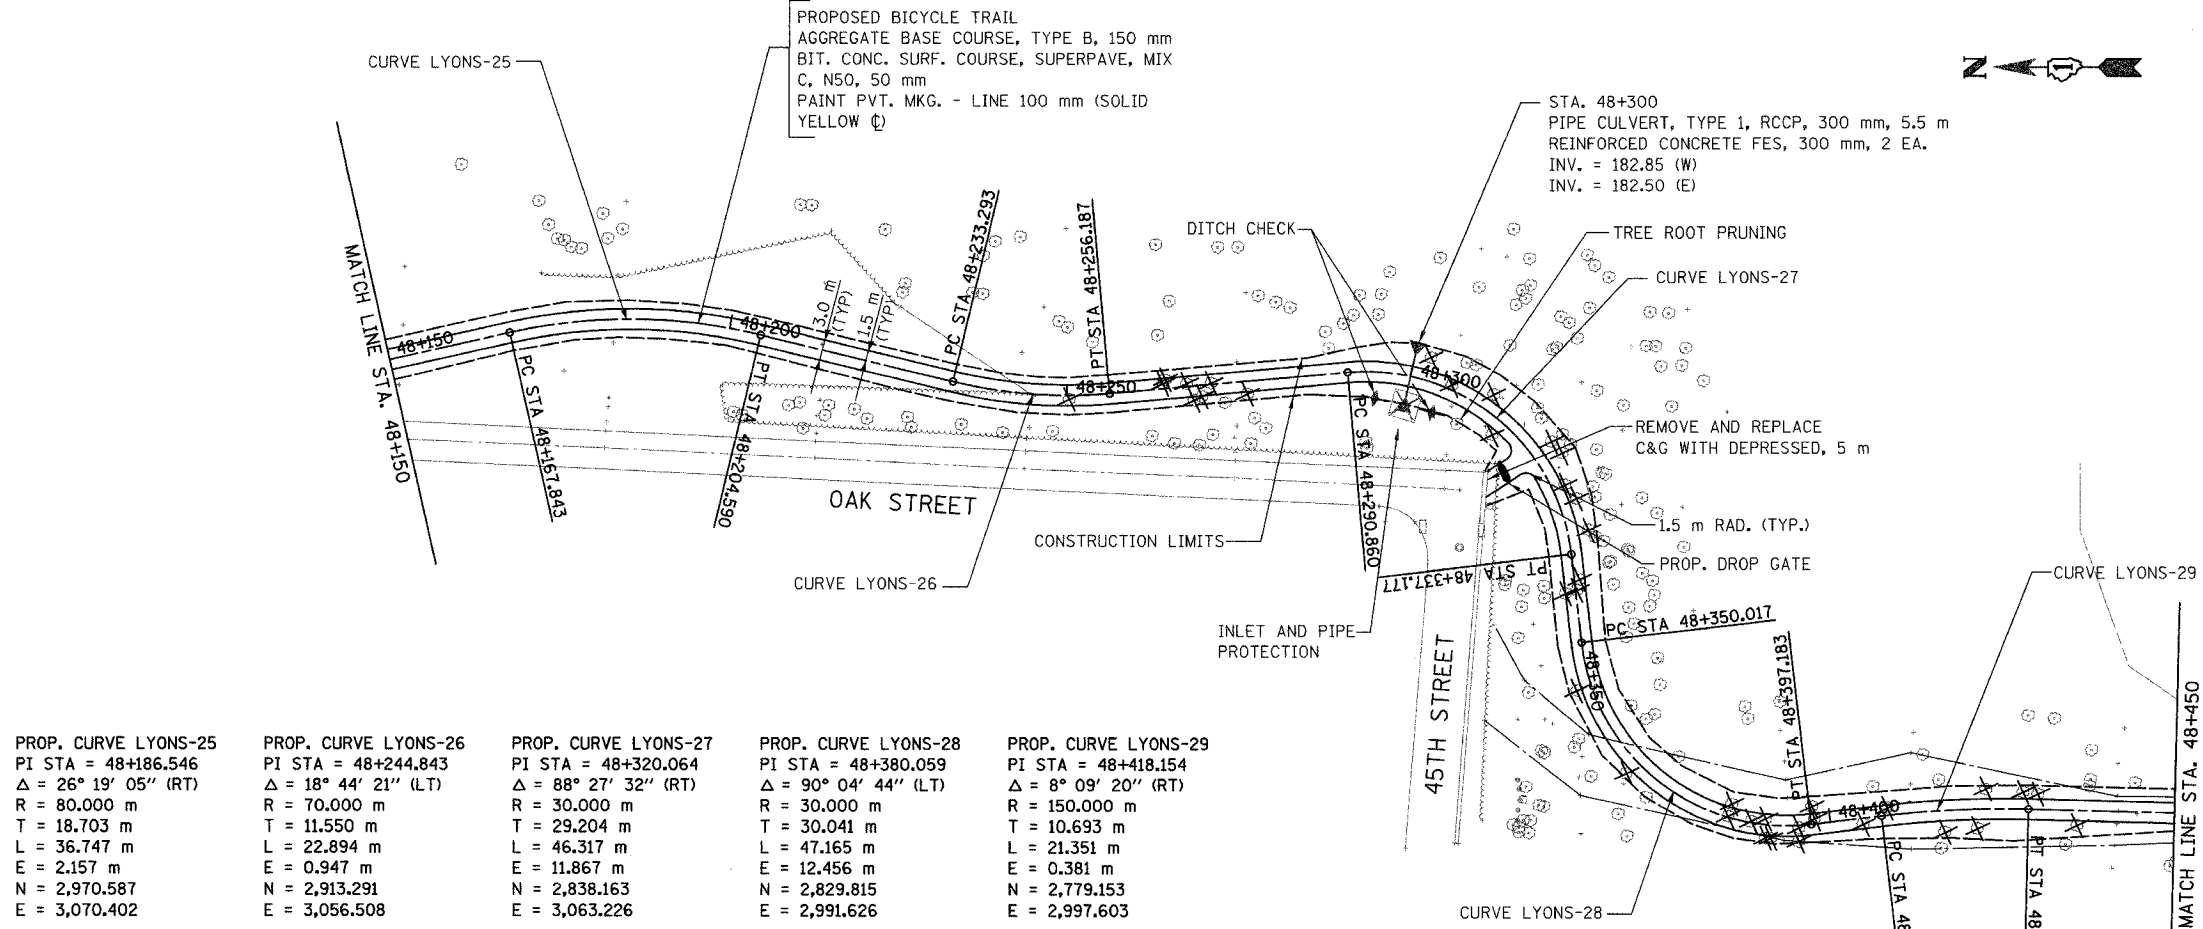 PROPOSED BICYCLE TRAIL
AGGREGATE BASE COURSE, TYPE B, 150 mm
BIT. CONC. SURF. COURSE, SUPERPAVE, MIX
C, N50, 50 mm
PAINT PVT. MKG. - LINE 100 mm (SOLID
YELLOW ℄)
CURVE LYONS-25
N
1
STA. 48+300
PIPE CULVERT, TYPE 1, RCCP, 300 mm, 5.5 m
REINFORCED CONCRETE FES, 300 mm, 2 EA.
INV. = 182.85 (W)
INV. = 182.50 (E)
DITCH CHECK
TREE ROOT PRUNING
CURVE LYONS-27
MATCH LINE STA. 48+150
48+150
PC STA 48+167.843
48+200
PT STA 48+204.590
3.0 m
(TYP)
1.5 m
(TYP)
PC STA 48+233.293
PT STA 48+256.187
48+250
48+300
PC STA 48+290.860
REMOVE AND REPLACE
C&G WITH DEPRESSED, 5 m
OAK STREET
CONSTRUCTION LIMITS
1.5 m RAD. (TYP.)
PROP. DROP GATE
CURVE LYONS-26
PT STA 48+337.177
CURVE LYONS-29
INLET AND PIPE
PROTECTION
PC STA 48+350.017
48+350
45TH STREET
PT STA 48+397.183
48+400
PC STA 48
PT STA 48
MATCH LINE STA. 48+450
CURVE LYONS-28
PROP. CURVE LYONS-25
PI STA = 48+186.546
Δ = 26° 19' 05" (RT)
R = 80.000 m
T = 18.703 m
L = 36.747 m
E = 2.157 m
N = 2,970.587
E = 3,070.402
PROP. CURVE LYONS-26
PI STA = 48+244.843
Δ = 18° 44' 21" (LT)
R = 70.000 m
T = 11.550 m
L = 22.894 m
E = 0.947 m
N = 2,913.291
E = 3,056.508
PROP. CURVE LYONS-27
PI STA = 48+320.064
Δ = 88° 27' 32" (RT)
R = 30.000 m
T = 29.204 m
L = 46.317 m
E = 11.867 m
N = 2,838.163
E = 3,063.226
PROP. CURVE LYONS-28
PI STA = 48+380.059
Δ = 90° 04' 44" (LT)
R = 30.000 m
T = 30.041 m
L = 47.165 m
E = 12.456 m
N = 2,829.815
E = 2,991.626
PROP. CURVE LYONS-29
PI STA = 48+418.154
Δ = 8° 09' 20" (RT)
R = 150.000 m
T = 10.693 m
L = 21.351 m
E = 0.381 m
N = 2,779.153
E = 2,997.603